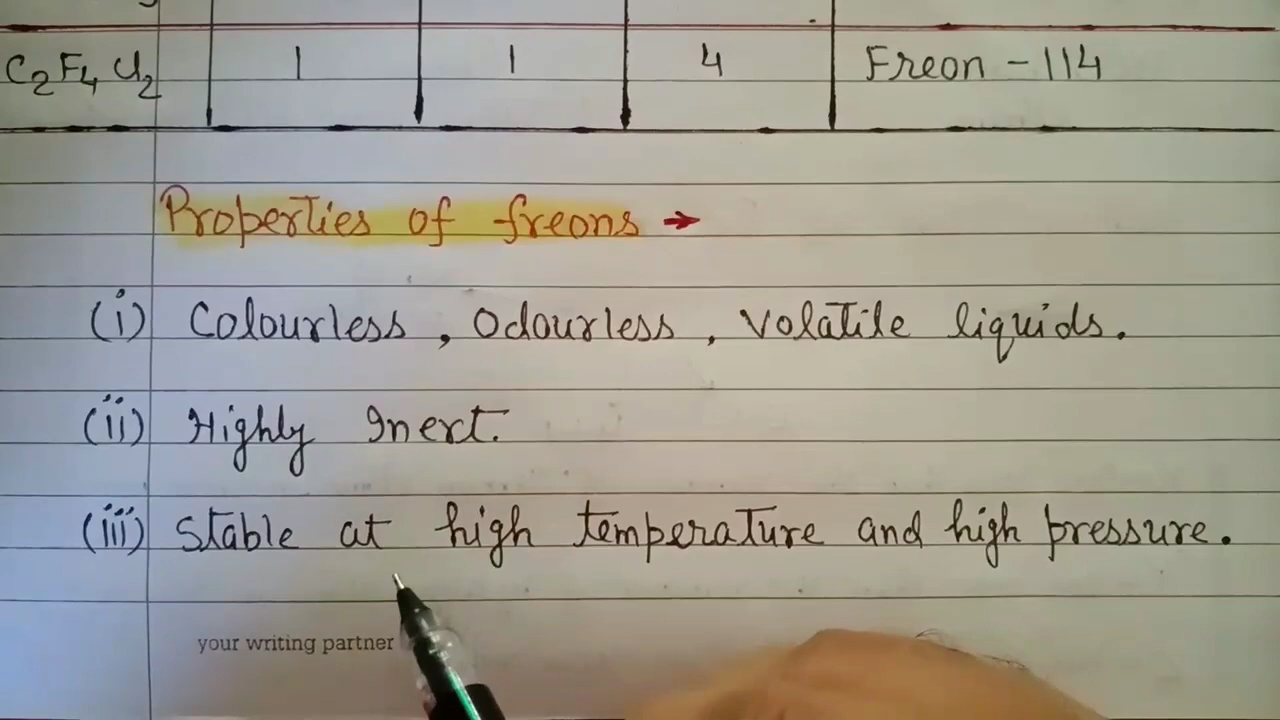 C2F4Cl2 1 1 4 Freon - 114
Properties of freons →
(i) Colourless , Odourless , Volatile liquids.
(ii) Highly Inert.
(iii) Stable at high temperature and high pressure.
your writing partner